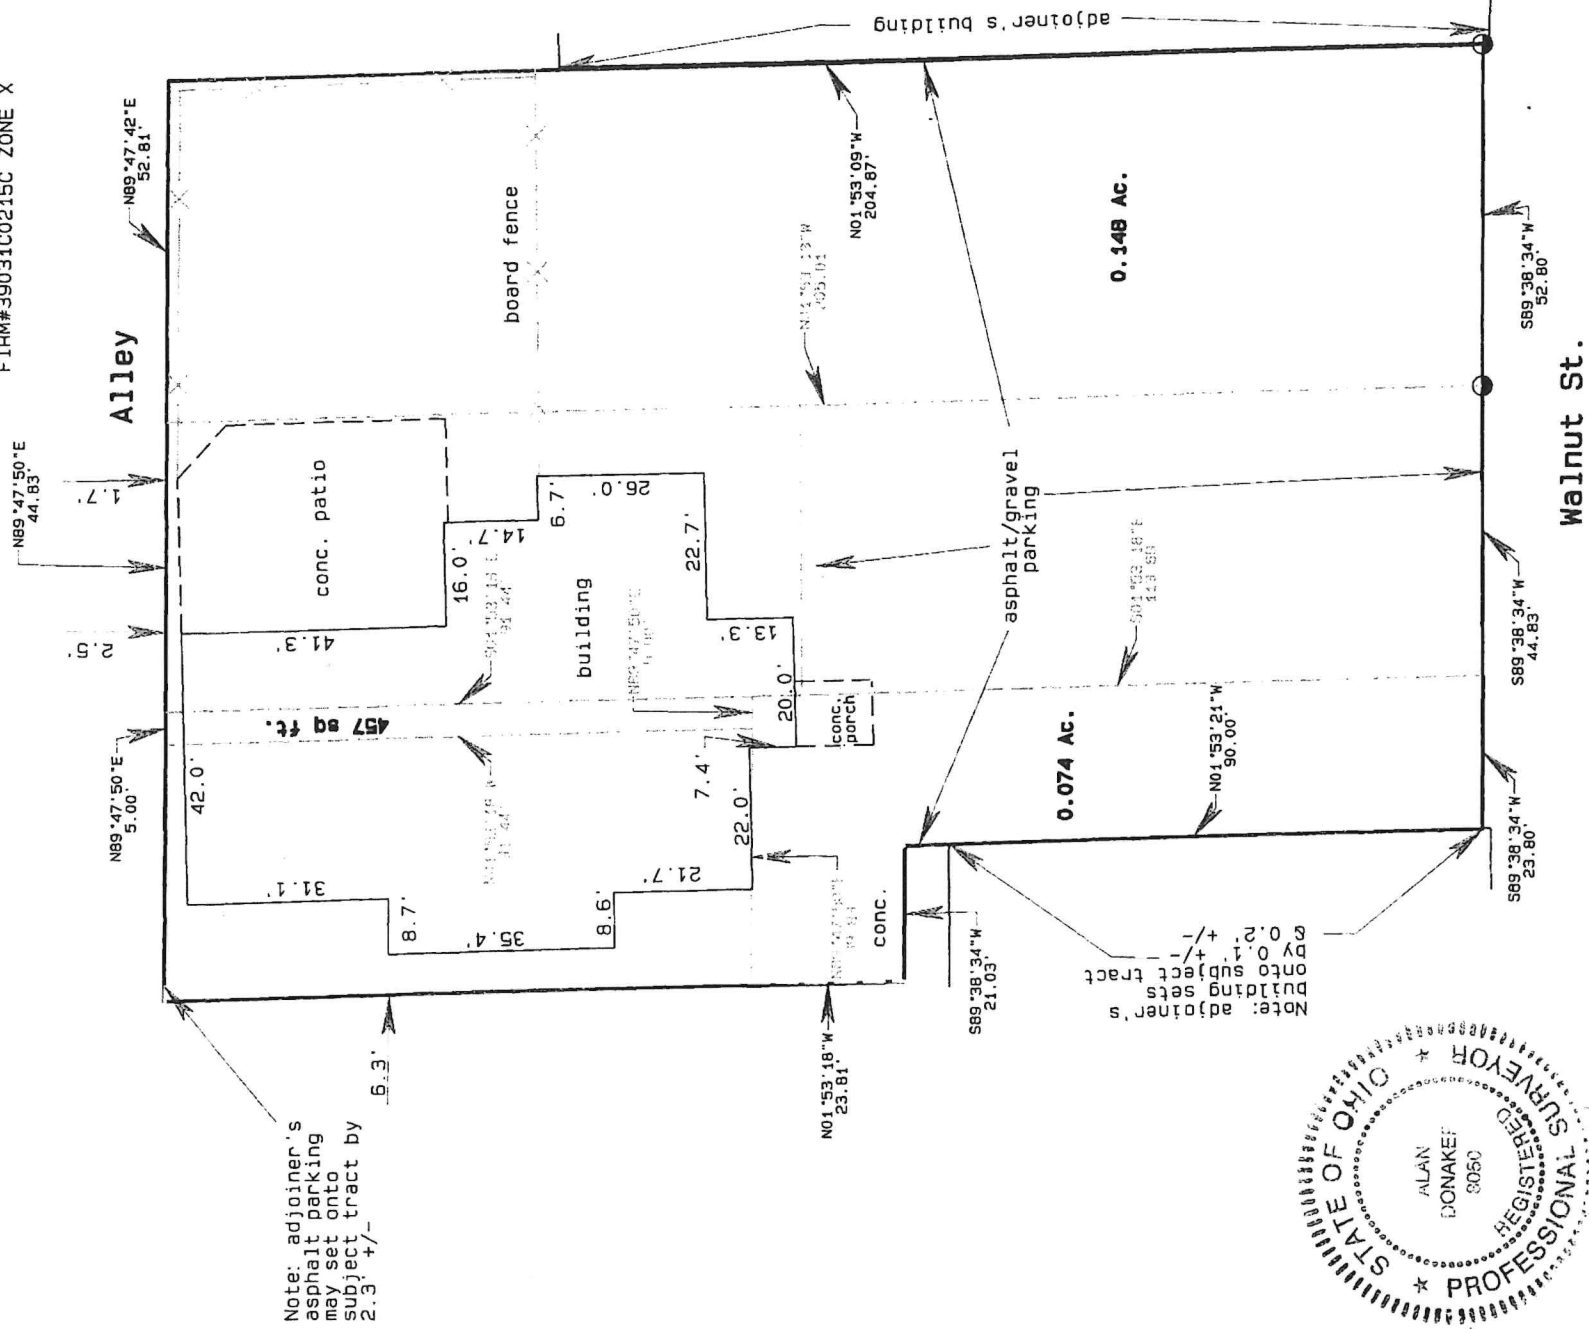 FIRM#39031C0215C ZONE X
N89°47'42"E
52.81'
Alley
N89°47'50"E
44.83'
1.7'
2.5'
N89°47'50"E
5.00'
adjoiner's building
board fence
conc. patio
41.3'
16.0'
14.7'
6.7'
26.0'
22.7'
13.3'
20.0'
building
457 sq ft.
42.0'
31.1'
8.7'
35.4'
8.6'
21.7'
22.0'
7.4'
conc.
porch
conc.
6.3'
N01°53'09"W
204.87'
0.148 Ac.
asphalt/gravel
parking
0.074 Ac.
N01°53'21"W
90.00'
N01°53'18"W
23.81'
S89°38'34"W
21.03'
S89°38'34"W
23.80'
S89°38'34"W
44.83'
S89°38'34"W
52.80'
Walnut St.
Note: adjoiner's
building sets
onto subject tract
by 0.1' +/-
& 0.2' +/-
Note: adjoiner's
asphalt parking
may set onto
subject tract by
2.3' +/-
STATE OF OHIO
ALAN
8050
REGISTERED
PROFESSIONAL SURVEYOR